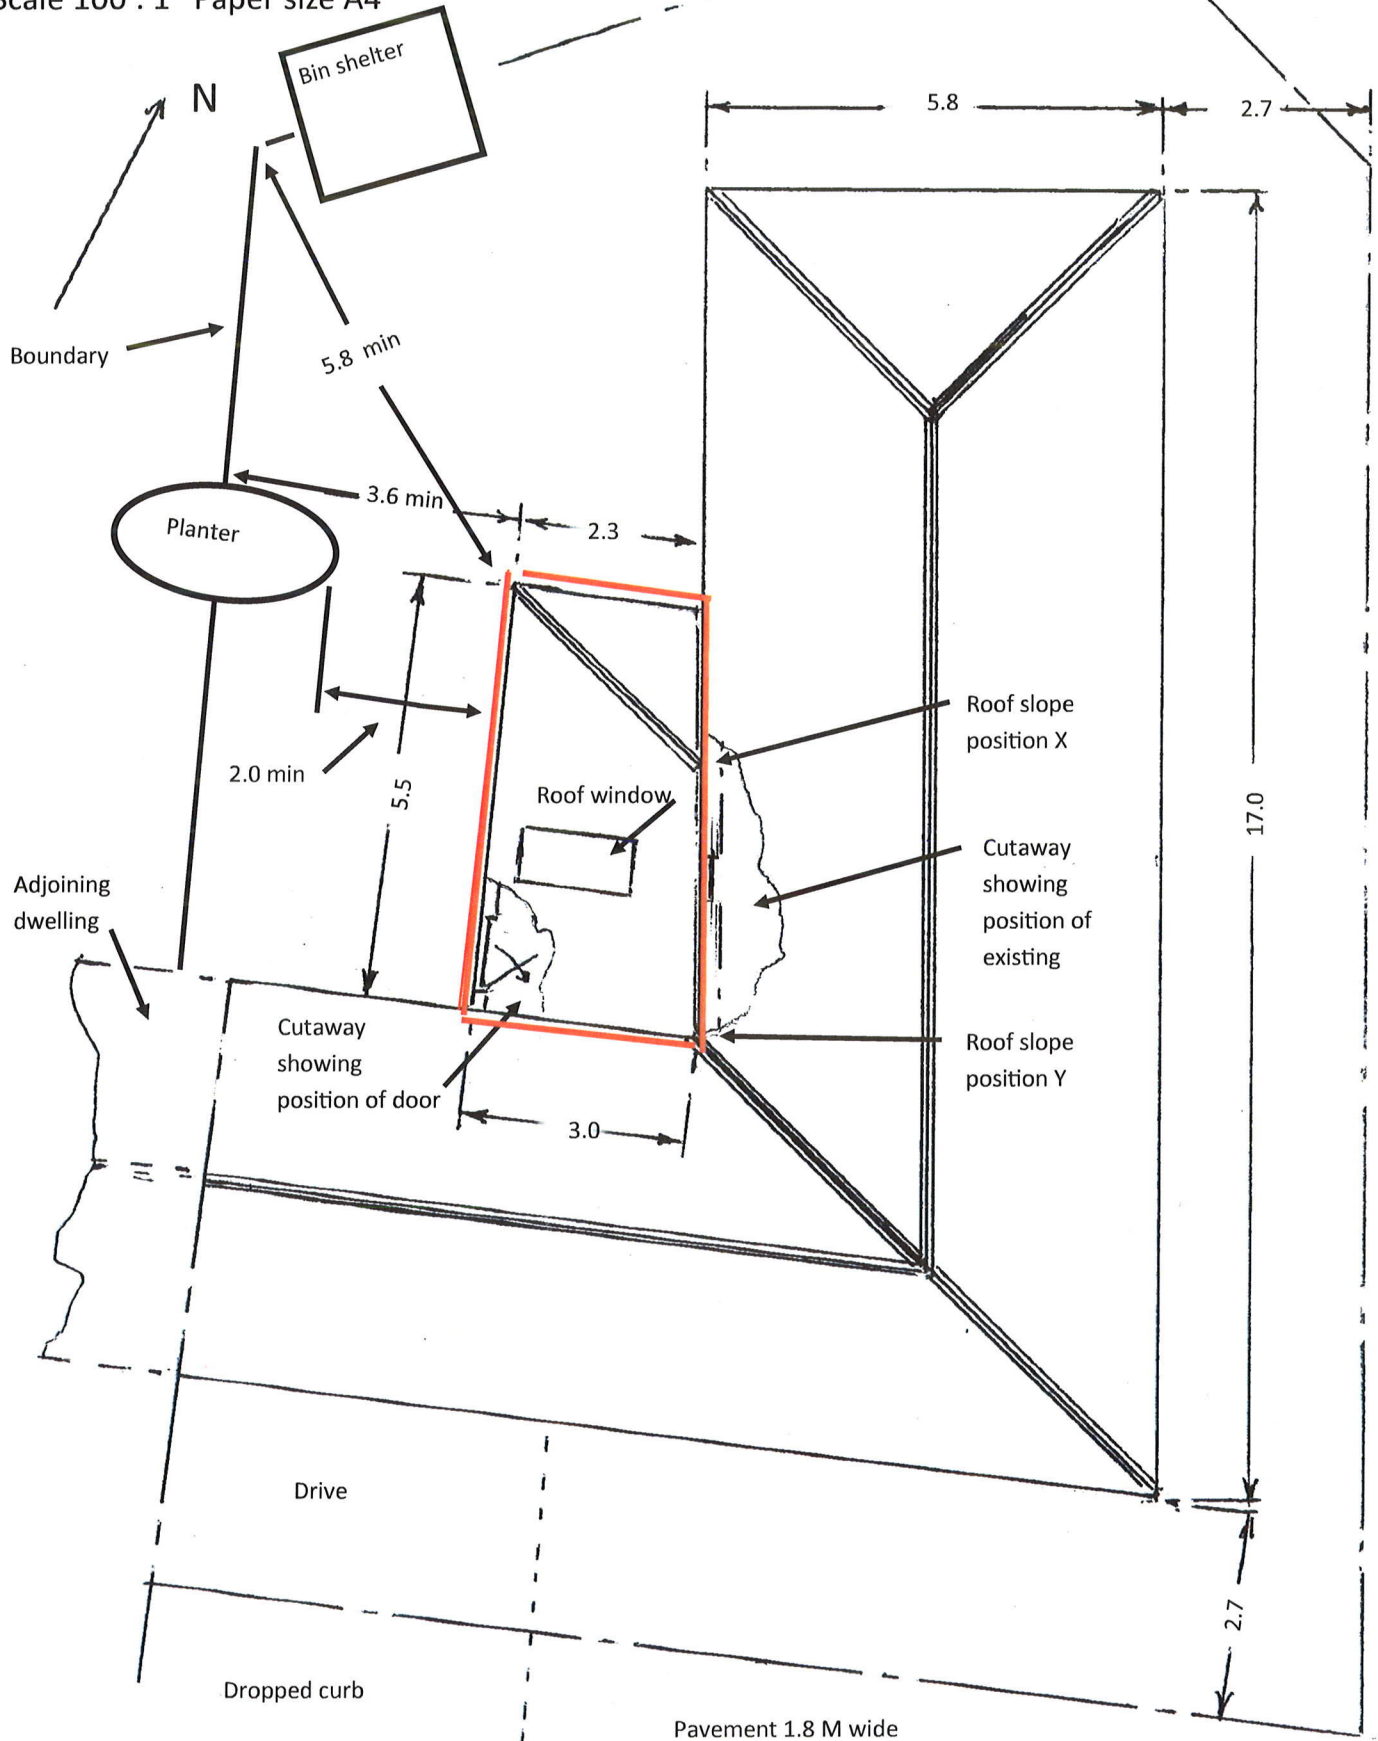 Scale 100 : 1 Paper size A4
Bin shelter
N
5.8
2.7
Boundary
5.8 min
3.6 min
Planter
2.3
Roof slope
position X
2.0 min
5.5
Roof window
17.0
Cutaway
showing
position of
existing
Adjoining
dwelling
Cutaway
showing
position of door
Roof slope
position Y
3.0
Drive
2.7
Dropped curb
Pavement 1.8 M wide